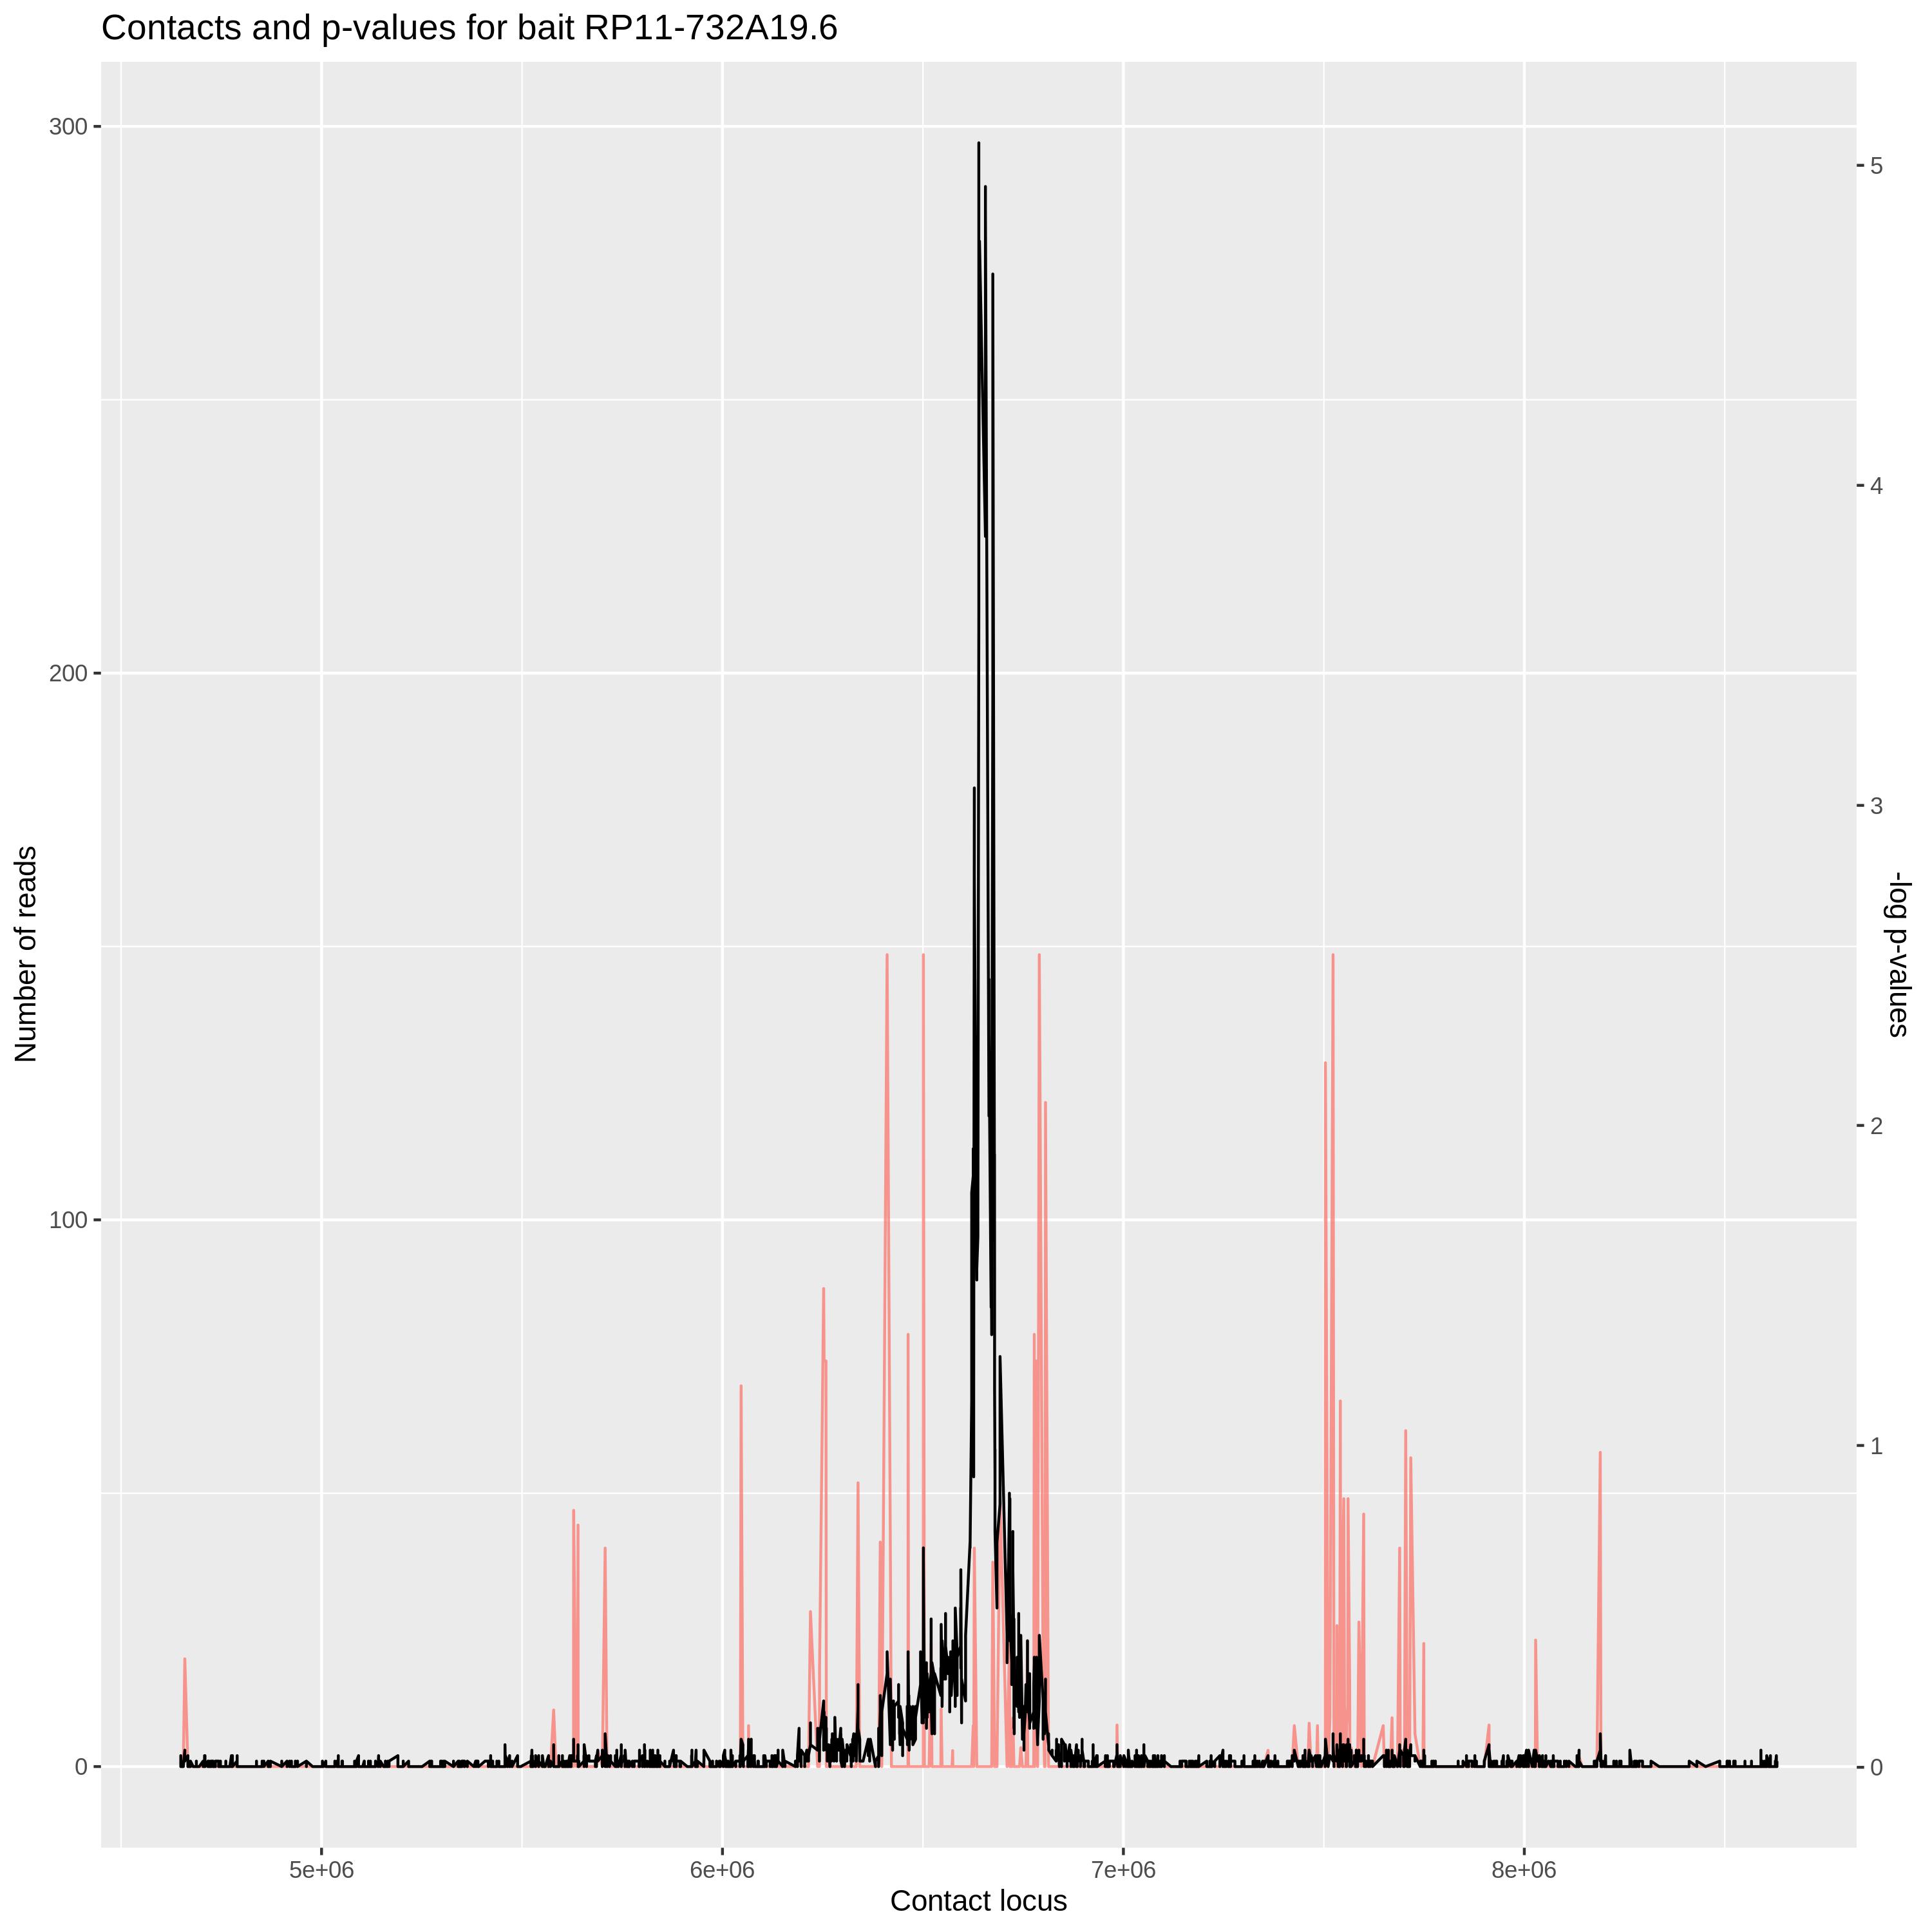 Contacts and p-values for bait RP11-732A19.6
300
200
100
0
Number of reads
5
4
3
2
1
0
-log p-values
5e+06 6e+06 7e+06 8e+06
Contact locus